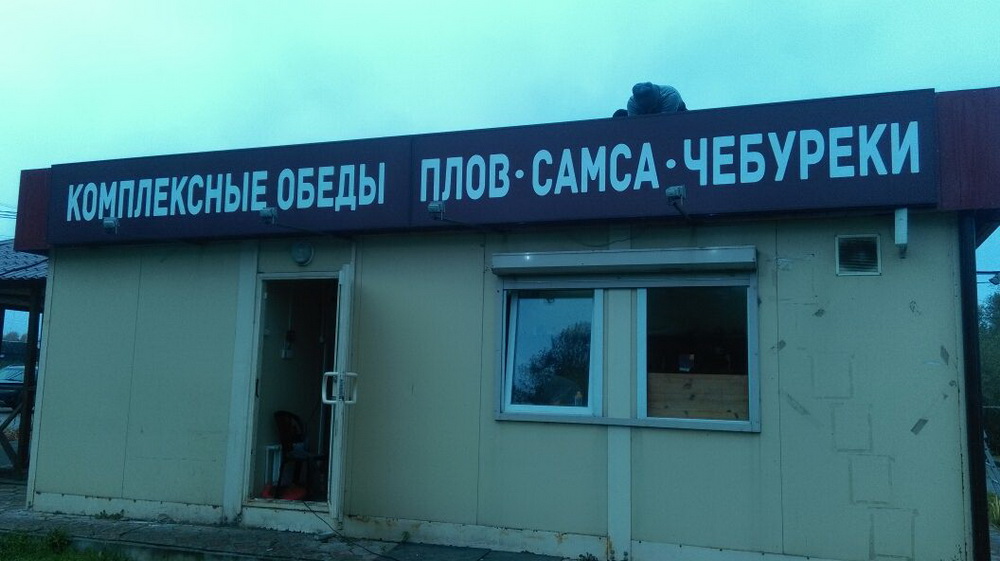 КОМПЛЕКСНЫЕ ОБЕДЫ
ПЛОВ · САМСА · ЧЕБУРЕКИ